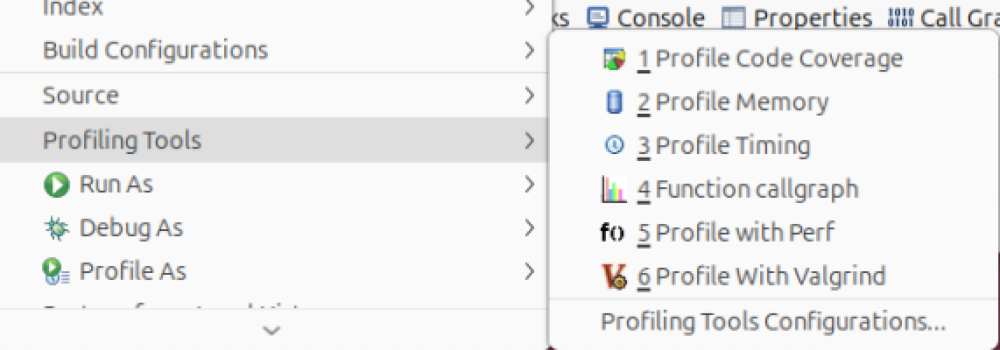 Index
Build Configurations
Source
Profiling Tools
Run As
Debug As
Profile As
Console Properties Call Gra
1 Profile Code Coverage
2 Profile Memory
3 Profile Timing
4 Function callgraph
f() 5 Profile with Perf
6 Profile With Valgrind
Profiling Tools Configurations...